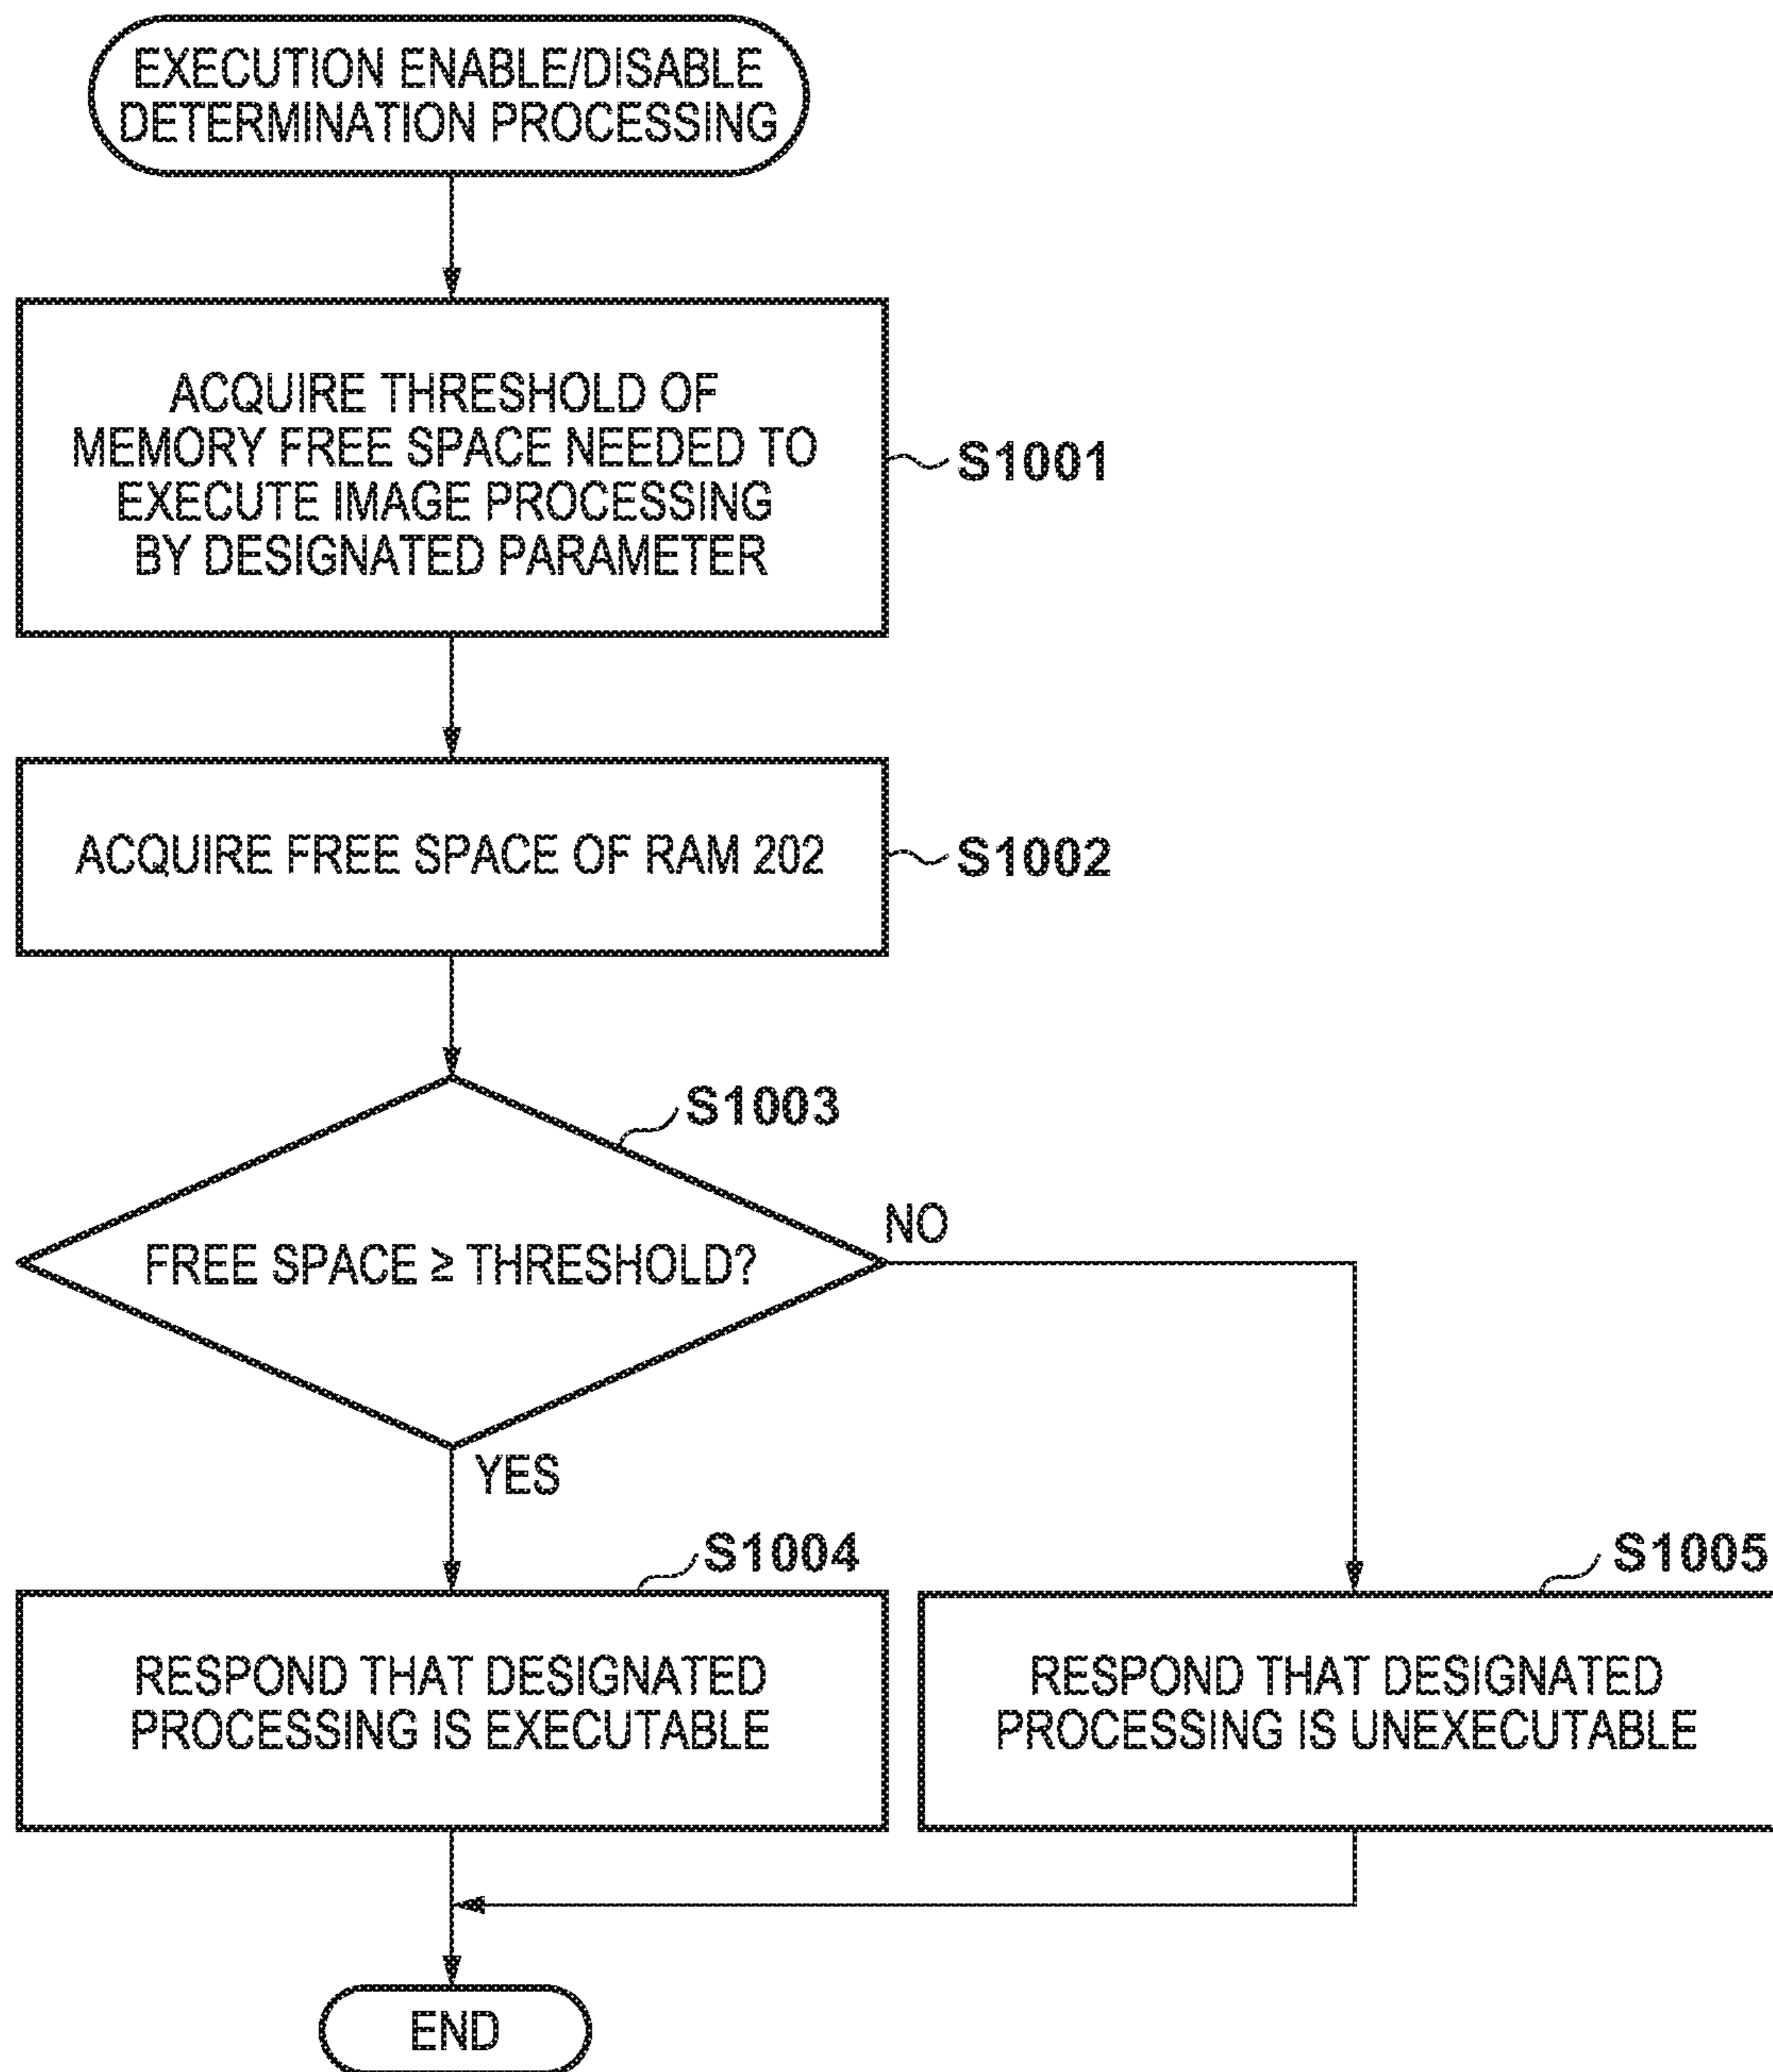 EXECUTION ENABLE/DISABLE
DETERMINATION PROCESSING
ACQUIRE THRESHOLD OF
MEMORY FREE SPACE NEEDED TO
EXECUTE IMAGE PROCESSING
BY DESIGNATED PARAMETER
S1001
ACQUIRE FREE SPACE OF RAM 202
S1002
S1003
FREE SPACE ≥ THRESHOLD?
NO
YES
S1004
RESPOND THAT DESIGNATED
PROCESSING IS EXECUTABLE
S1005
RESPOND THAT DESIGNATED
PROCESSING IS UNEXECUTABLE
END